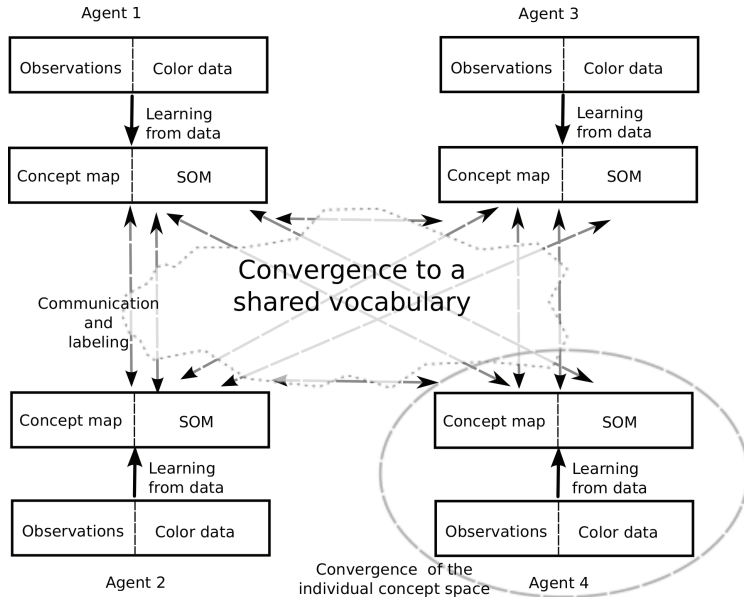 Agent 1
Agent 3
Observations Color data
Observations Color data
Learning
from data
Learning
from data
Concept map SOM
Concept map SOM
Convergence to a
shared vocabulary
Communication
and
labeling
Concept map SOM
Concept map SOM
Learning
from data
Learning
from data
Observations Color data
Observations Color data
Agent 2
Convergence of the
individual concept space
Agent 4